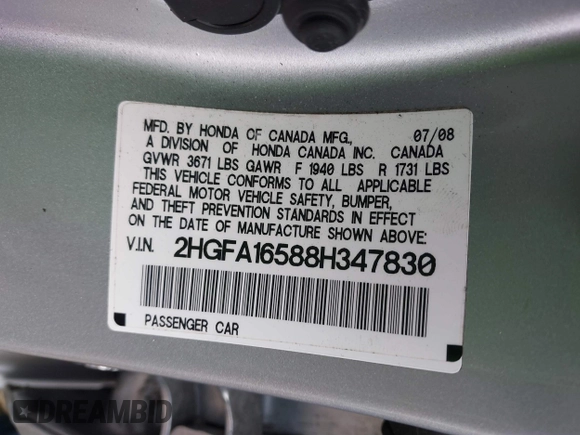 MFD. BY HONDA OF CANADA MFG., 07/08
A DIVISION OF HONDA CANADA INC. CANADA
GVWR 3671 LBS GAWR F 1940 LBS R 1731 LBS
THIS VEHICLE CONFORMS TO ALL APPLICABLE
FEDERAL MOTOR VEHICLE SAFETY, BUMPER,
AND THEFT PREVENTION STANDARDS IN EFFECT
ON THE DATE OF MANUFACTURE SHOWN ABOVE:
V.I.N. 2HGFA16588H347830
PASSENGER CAR
DREAMBID